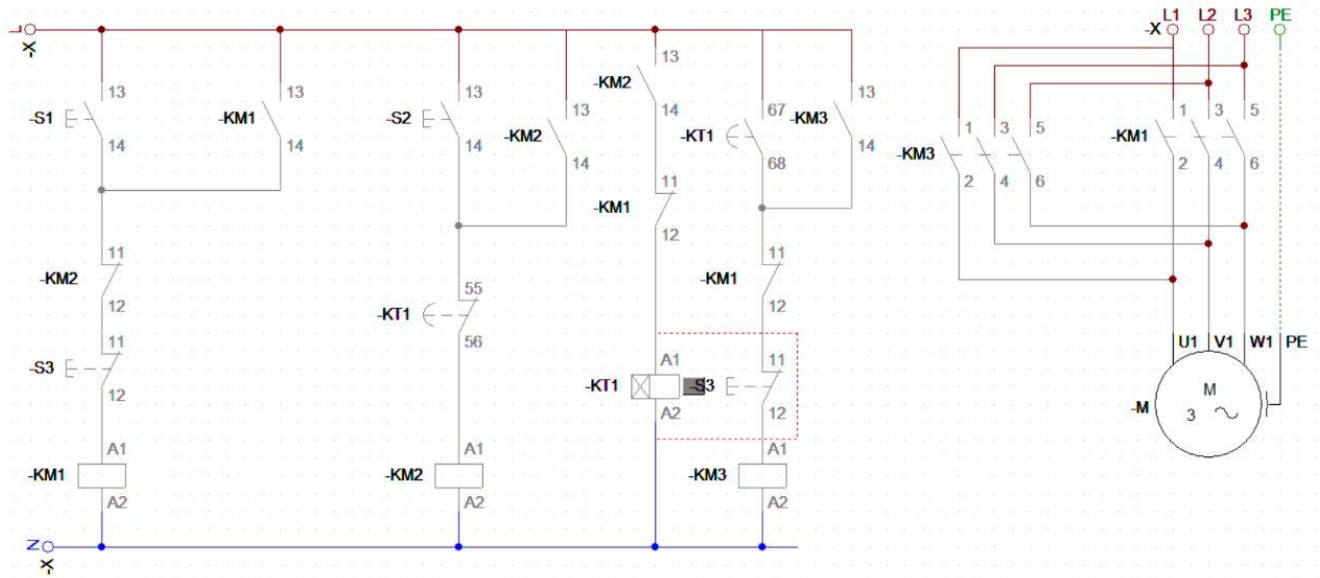 L
-X
L1 L2 L3 PE
-X
13 13 13 13 13 67 13
-S1 -KM1 -S2 -KM2 -KM2 -KT1 -KM3
14 14 14 14 14 68 14
1 3 5
-KM3
2 4 6
1 3 5
-KM1
2 4 6
11
-KM2
12
11
-S3
12
A1
-KM1
A2
55
-KT1
56
A1
-KM2
A2
11
-KM1
12
A1
-KT1
A2
11
-KM1
12
11
-S3
12
A1
-KM3
A2
U1 V1 W1 PE
-M
M
3
N
-X